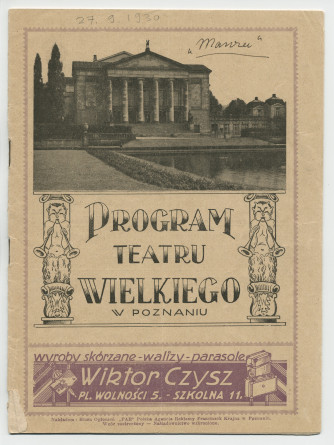 27. 9. 1930
"Manru"
PROGRAM
TEATRU
WIELKIEGO
W POZNANIU
wyroby skórzane-walizy-parasole
Wiktor Czysz
PL. WOLNOŚCI 5. - SZKOLNA 11.